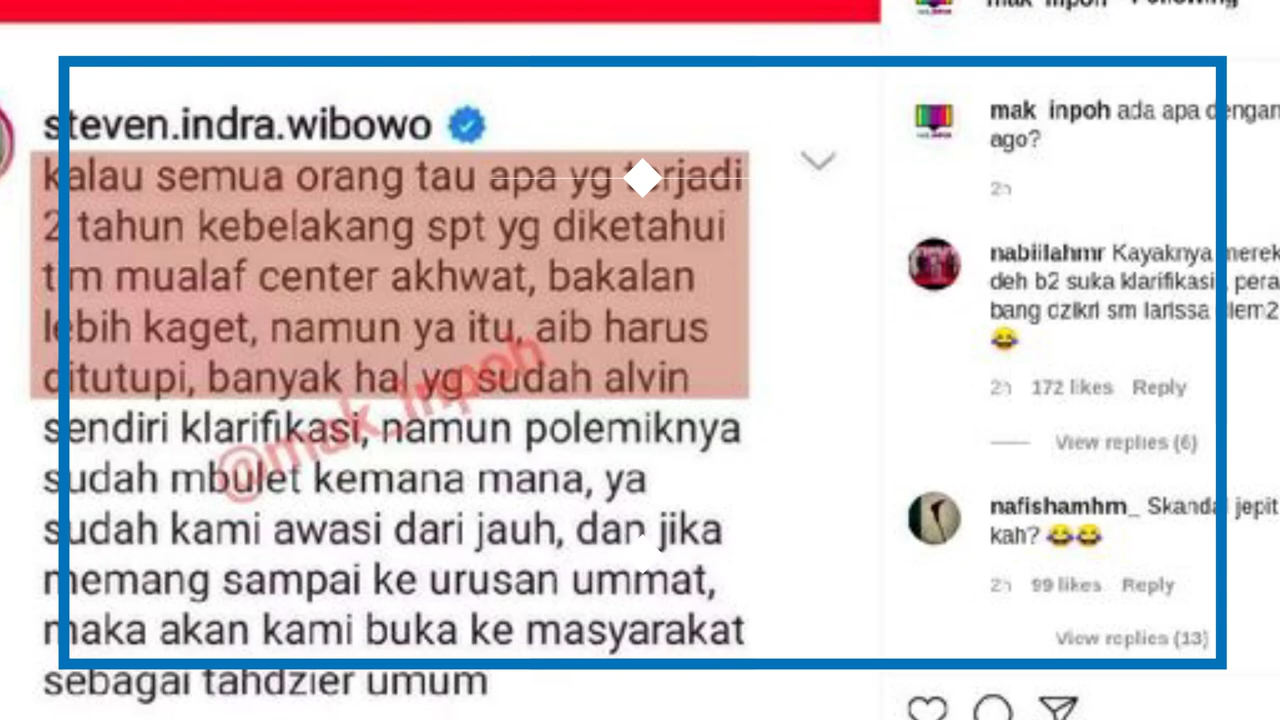 steven.indra.wibowo
kalau semua orang tau apa yg terjadi
2 tahun kebelakang spt yg diketahui
tim mualaf center akhwat, bakalan
lebih kaget, namun ya itu, aib harus
ditutupi, banyak hal yg sudah alvin
sendiri klarifikasi, namun polemiknya
sudah mbulet kemana mana, ya
sudah kami awasi dari jauh, dan jika
memang sampai ke urusan ummat,
maka akan kami buka ke masyarakat
sebagai tahdzier umum
@mak_inpoh
mak_inpoh Following
mak_inpoh ada apa dengan
ago?
2h
nabiilahmr Kayaknya merek
deh b2 suka klarifikasi, pera
bang dzikri sm larissa
😂
2h 172 likes Reply
View replies (6)
nafishamhm_ Skandal jepit
kah? 😂😂
2h 99 likes Reply
View replies (13)